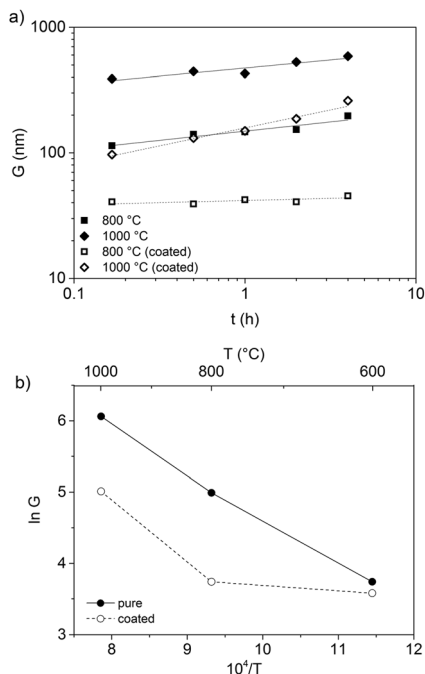 a)
1000
100
10
G (nm)
800 °C
1000 °C
800 °C (coated)
1000 °C (coated)
0.1
1
10
t (h)
b)
T (°C)
1000
800
600
6
5
4
3
ln G
pure
coated
8
9
10
11
12
10⁴/T